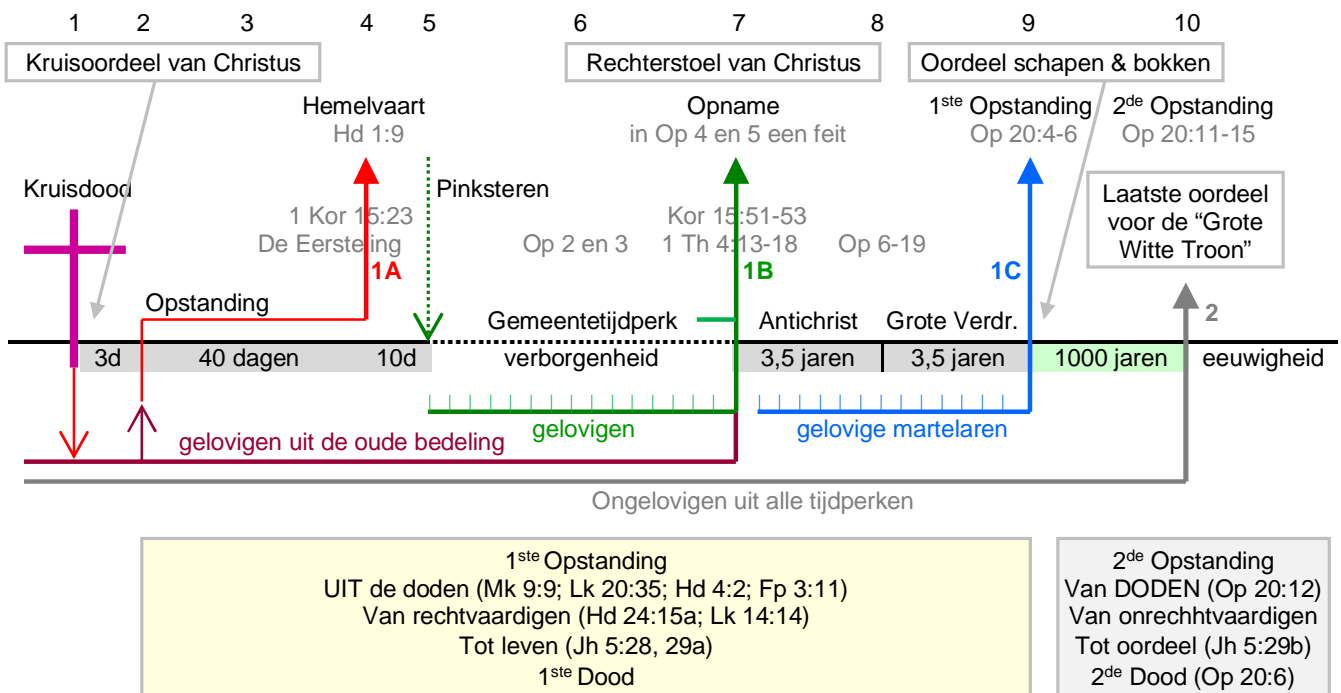 1 2 3 4 5 6 7 8 9 10
Kruisoordeel van Christus
Rechterstoel van Christus
Oordeel schapen & bokken
Hemelvaart
Hd 1:9
Opname
in Op 4 en 5 een feit
1ste Opstanding
Op 20:4-6
2de Opstanding
Op 20:11-15
Kruisdood
Pinksteren
Laatste oordeel
voor de “Grote
Witte Troon”
1 Kor 15:23
De Eersteling
1A
Op 2 en 3
Kor 15:51-53
1 Th 4:13-18
1B
Op 6-19
1C
2
Opstanding
Gemeentetijdperk
Antichrist
Grote Verdr.
3d
40 dagen
10d
verborgenheid
3,5 jaren
3,5 jaren
1000 jaren
eeuwigheid
gelovigen uit de oude bedeling
gelovigen
gelovige martelaren
Ongelovigen uit alle tijdperken
1ste Opstanding
UIT de doden (Mk 9:9; Lk 20:35; Hd 4:2; Fp 3:11)
Van rechtvaardigen (Hd 24:15a; Lk 14:14)
Tot leven (Jh 5:28, 29a)
1ste Dood
2de Opstanding
Van DODEN (Op 20:12)
Van onrechhtvaardigen
Tot oordeel (Jh 5:29b)
2de Dood (Op 20:6)